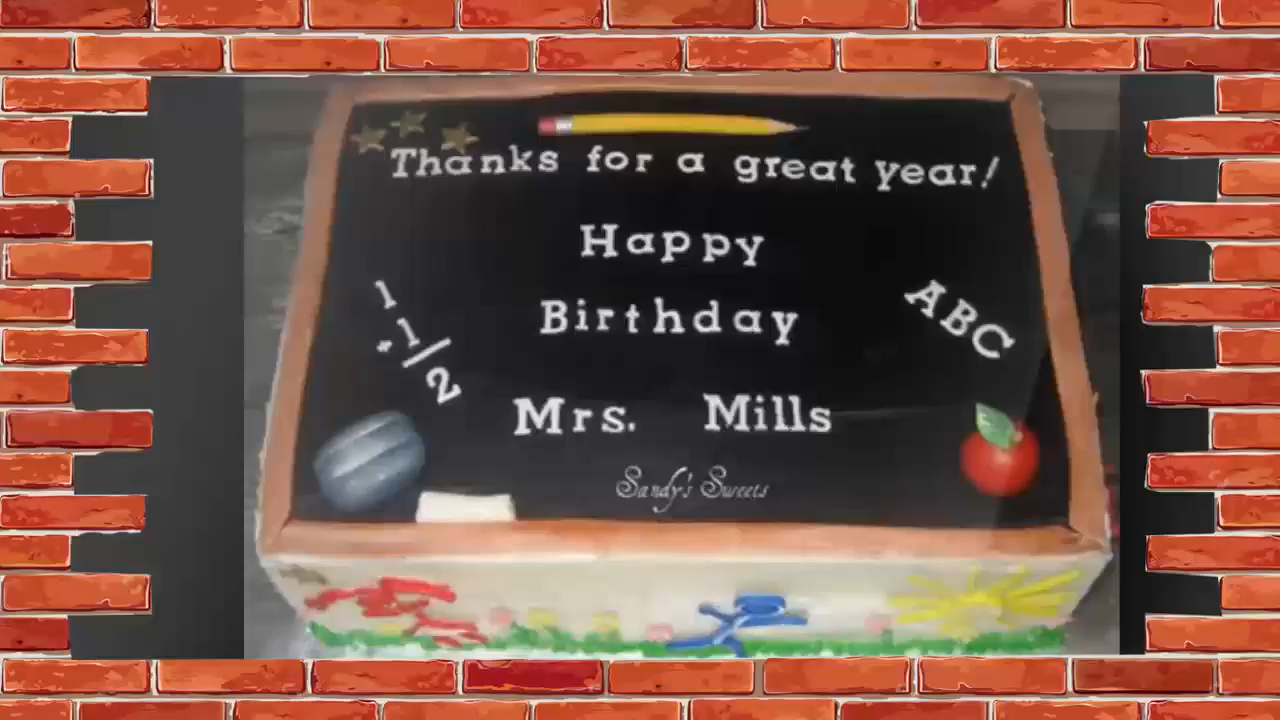 Thanks for a great year!
Happy
Birthday
Mrs. Mills
1
+1/
2
ABC
Sandy's Sweets